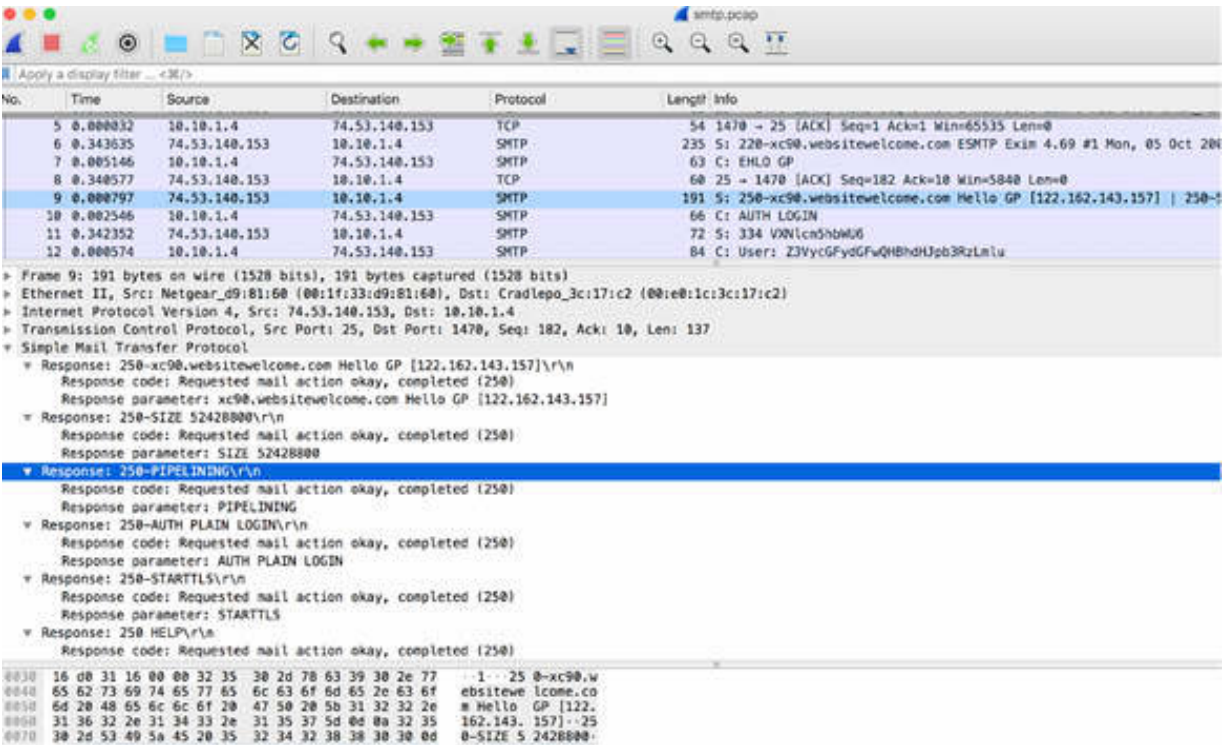 smtp.pcap
Apply a display filter ... <⌘/>
No. Time Source Destination Protocol Length Info
5 0.000032 10.10.1.4 74.53.140.153 TCP 54 1470 → 25 [ACK] Seq=1 Ack=1 Win=65535 Len=0
6 0.343635 74.53.140.153 10.10.1.4 SMTP 235 S: 220-xc90.websitewelcome.com ESMTP Exim 4.69 #1 Mon, 05 Oct 200
7 0.005146 10.10.1.4 74.53.140.153 SMTP 63 C: EHLO GP
8 0.340577 74.53.140.153 10.10.1.4 TCP 60 25 → 1470 [ACK] Seq=182 Ack=10 Win=5840 Len=0
9 0.000797 74.53.140.153 10.10.1.4 SMTP 191 S: 250-xc90.websitewelcome.com Hello GP [122.162.143.157] | 250-S
10 0.002546 10.10.1.4 74.53.140.153 SMTP 66 C: AUTH LOGIN
11 0.342352 74.53.140.153 10.10.1.4 SMTP 72 S: 334 VXNlcm5hbWU6
12 0.000574 10.10.1.4 74.53.140.153 SMTP 84 C: User: Z3VycGFydGFwQHBhdHJpb3RzLmlu
Frame 9: 191 bytes on wire (1528 bits), 191 bytes captured (1528 bits)
Ethernet II, Src: Netgear_d9:81:60 (00:1f:33:d9:81:60), Dst: Cradlepo_3c:17:c2 (00:e0:1c:3c:17:c2)
Internet Protocol Version 4, Src: 74.53.140.153, Dst: 10.10.1.4
Transmission Control Protocol, Src Port: 25, Dst Port: 1470, Seq: 182, Ack: 10, Len: 137
Simple Mail Transfer Protocol
Response: 250-xc90.websitewelcome.com Hello GP [122.162.143.157]\r\n
Response code: Requested mail action okay, completed (250)
Response parameter: xc90.websitewelcome.com Hello GP [122.162.143.157]
Response: 250-SIZE 52428800\r\n
Response code: Requested mail action okay, completed (250)
Response parameter: SIZE 52428800
Response: 250-PIPELINING\r\n
Response code: Requested mail action okay, completed (250)
Response parameter: PIPELINING
Response: 250-AUTH PLAIN LOGIN\r\n
Response code: Requested mail action okay, completed (250)
Response parameter: AUTH PLAIN LOGIN
Response: 250-STARTTLS\r\n
Response code: Requested mail action okay, completed (250)
Response parameter: STARTTLS
Response: 250 HELP\r\n
Response code: Requested mail action okay, completed (250)
0030 16 d0 31 16 00 00 32 35 30 2d 78 63 39 30 2e 77 ··1···25 0-xc90.w
0040 65 62 73 69 74 65 77 65 6c 63 6f 6d 65 2e 63 6f ebsitewe lcome.co
0050 6d 20 48 65 6c 6c 6f 20 47 50 20 5b 31 32 32 2e m Hello GP [122.
0060 31 36 32 2e 31 34 33 2e 31 35 37 5d 0d 0a 32 35 162.143. 157]··25
0070 30 2d 53 49 5a 45 20 35 32 34 32 38 38 30 30 0d 0-SIZE 5 2428800·